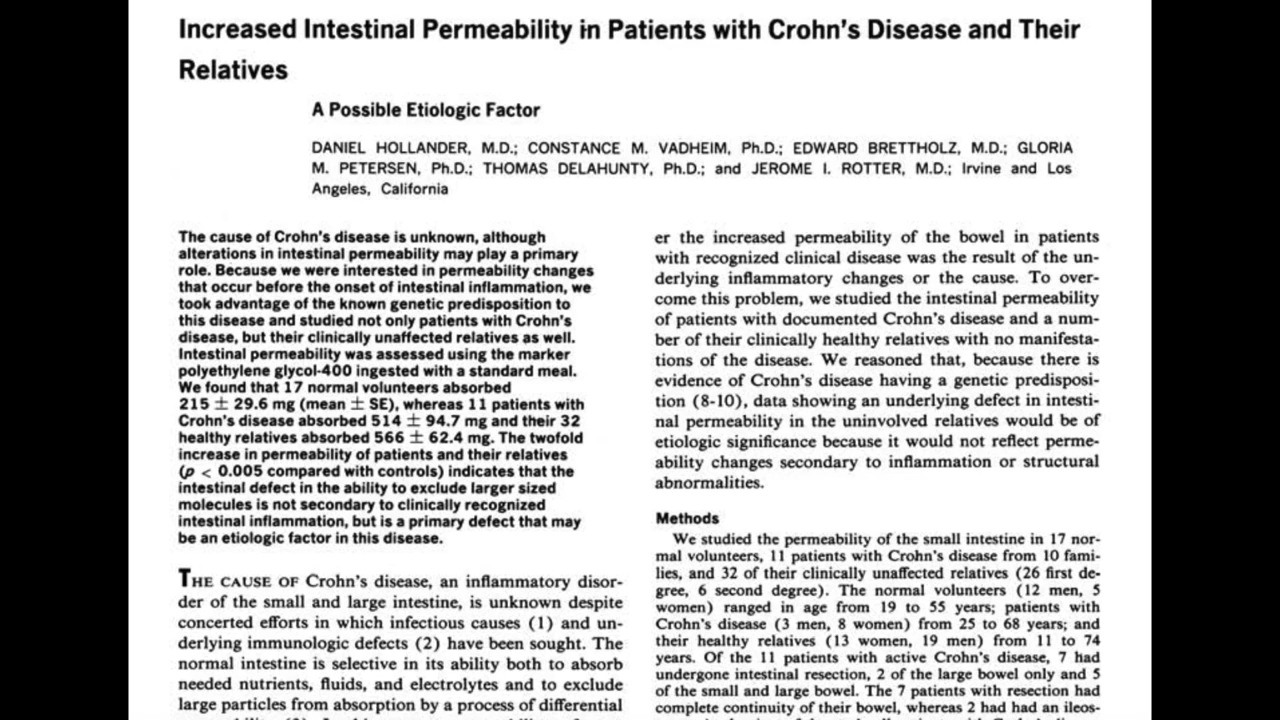 Increased Intestinal Permeability in Patients with Crohn's Disease and Their
Relatives
A Possible Etiologic Factor
DANIEL HOLLANDER, M.D.; CONSTANCE M. VADHEIM, Ph.D.; EDWARD BRETTHOLZ, M.D.; GLORIA
M. PETERSEN, Ph.D.; THOMAS DELAHUNTY, Ph.D.; and JEROME I. ROTTER, M.D.; Irvine and Los
Angeles, California
The cause of Crohn's disease is unknown, although
alterations in intestinal permeability may play a primary
role. Because we were interested in permeability changes
that occur before the onset of intestinal inflammation, we
took advantage of the known genetic predisposition to
this disease and studied not only patients with Crohn's
disease, but their clinically unaffected relatives as well.
Intestinal permeability was assessed using the marker
polyethylene glycol-400 ingested with a standard meal.
We found that 17 normal volunteers absorbed
215 ± 29.6 mg (mean ± SE), whereas 11 patients with
Crohn's disease absorbed 514 ± 94.7 mg and their 32
healthy relatives absorbed 566 ± 62.4 mg. The twofold
increase in permeability of patients and their relatives
(p < 0.005 compared with controls) indicates that the
intestinal defect in the ability to exclude larger sized
molecules is not secondary to clinically recognized
intestinal inflammation, but is a primary defect that may
be an etiologic factor in this disease.
THE CAUSE OF Crohn's disease, an inflammatory disor-
der of the small and large intestine, is unknown despite
concerted efforts in which infectious causes (1) and un-
derlying immunologic defects (2) have been sought. The
normal intestine is selective in its ability both to absorb
needed nutrients, fluids, and electrolytes and to exclude
large particles from absorption by a process of differential
er the increased permeability of the bowel in patients
with recognized clinical disease was the result of the un-
derlying inflammatory changes or the cause. To over-
come this problem, we studied the intestinal permeability
of patients with documented Crohn's disease and a num-
ber of their clinically healthy relatives with no manifesta-
tions of the disease. We reasoned that, because there is
evidence of Crohn's disease having a genetic predisposi-
tion (8-10), data showing an underlying defect in intesti-
nal permeability in the uninvolved relatives would be of
etiologic significance because it would not reflect perme-
ability changes secondary to inflammation or structural
abnormalities.
Methods
We studied the permeability of the small intestine in 17 nor-
mal volunteers, 11 patients with Crohn's disease from 10 fami-
lies, and 32 of their clinically unaffected relatives (26 first de-
gree, 6 second degree). The normal volunteers (12 men, 5
women) ranged in age from 19 to 55 years; patients with
Crohn's disease (3 men, 8 women) from 25 to 68 years; and
their healthy relatives (13 women, 19 men) from 11 to 74
years. Of the 11 patients with active Crohn's disease, 7 had
undergone intestinal resection, 2 of the large bowel only and 5
of the small and large bowel. The 7 patients with resection had
complete continuity of their bowel, whereas 2 had had an ileos-